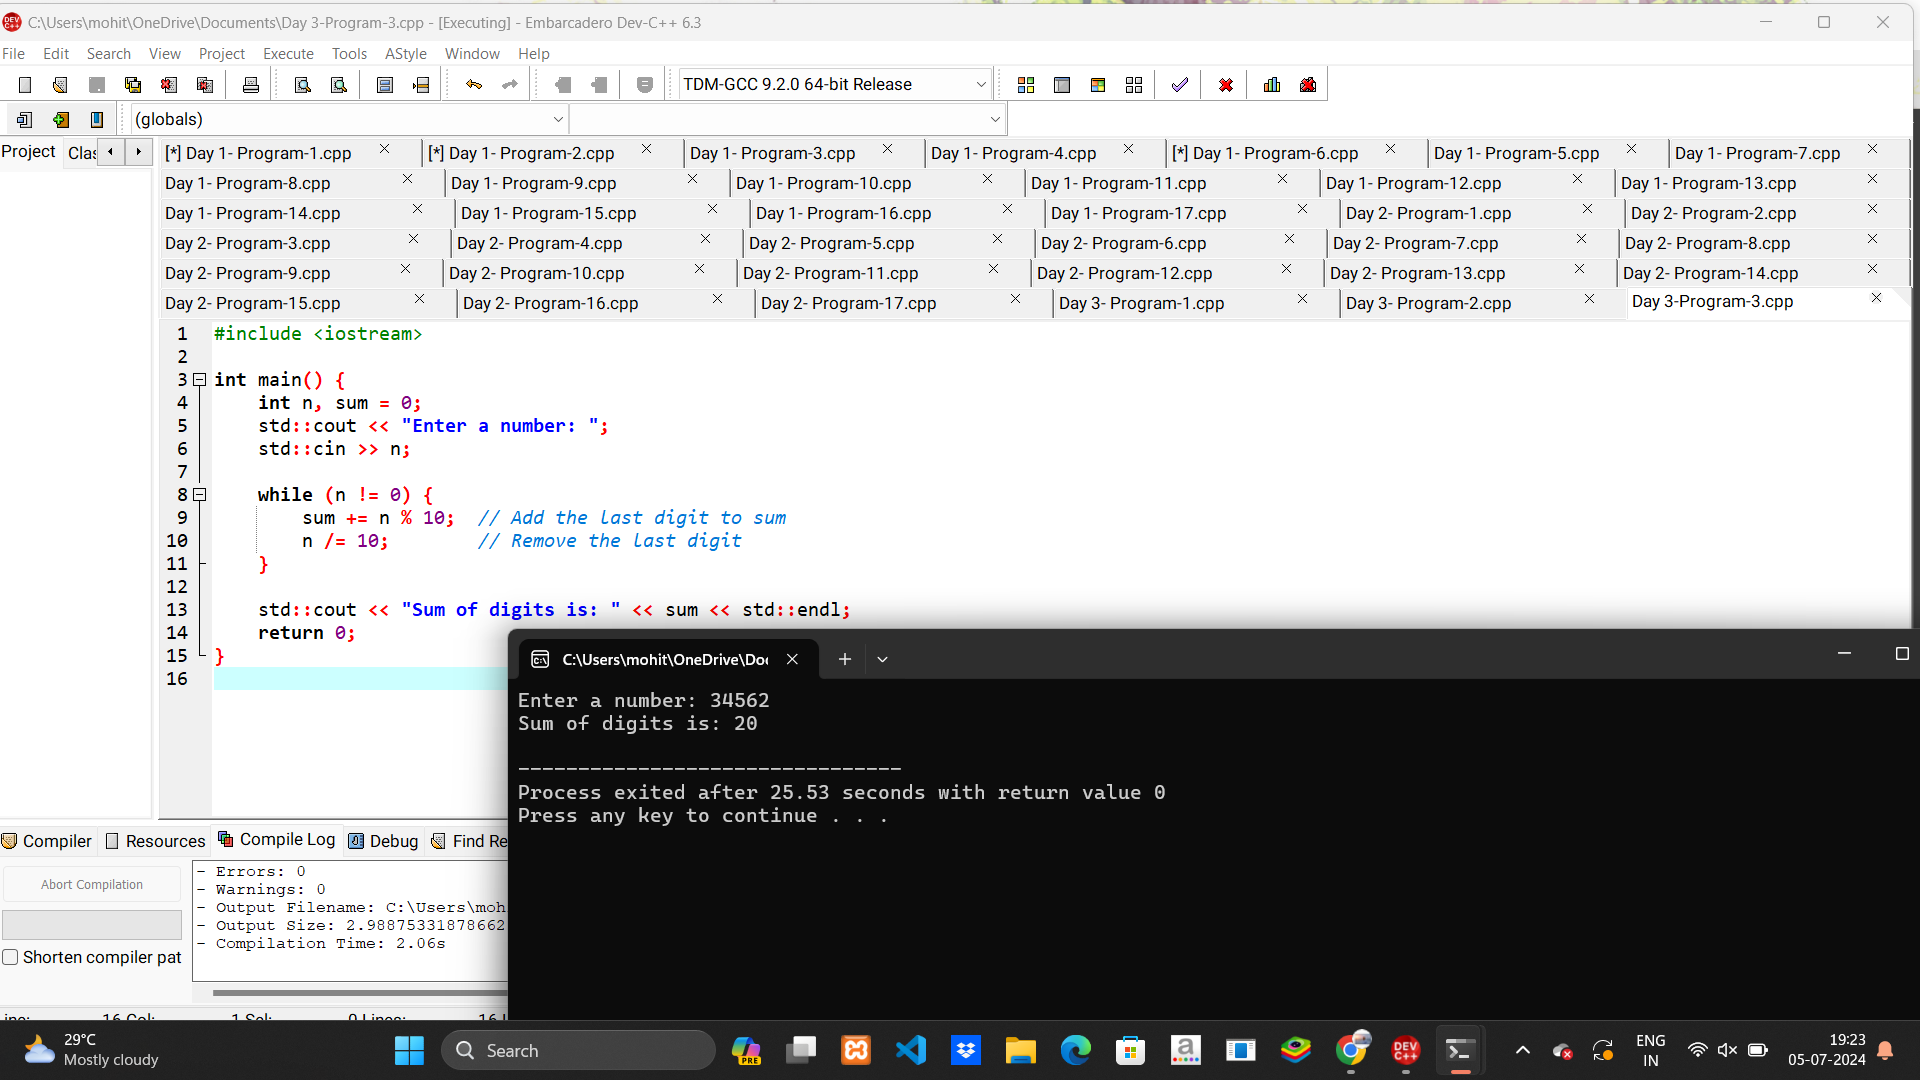 C:\Users\mohit\OneDrive\Documents\Day 3-Program-3.cpp - [Executing] - Embarcadero Dev-C++ 6.3
File Edit Search View Project Execute Tools AStyle Window Help
TDM-GCC 9.2.0 64-bit Release
(globals)
Project Clas
[*] Day 1- Program-1.cpp [*] Day 1- Program-2.cpp Day 1- Program-3.cpp Day 1- Program-4.cpp [*] Day 1- Program-6.cpp Day 1- Program-5.cpp Day 1- Program-7.cpp
Day 1- Program-8.cpp Day 1- Program-9.cpp Day 1- Program-10.cpp Day 1- Program-11.cpp Day 1- Program-12.cpp Day 1- Program-13.cpp
Day 1- Program-14.cpp Day 1- Program-15.cpp Day 1- Program-16.cpp Day 1- Program-17.cpp Day 2- Program-1.cpp Day 2- Program-2.cpp
Day 2- Program-3.cpp Day 2- Program-4.cpp Day 2- Program-5.cpp Day 2- Program-6.cpp Day 2- Program-7.cpp Day 2- Program-8.cpp
Day 2- Program-9.cpp Day 2- Program-10.cpp Day 2- Program-11.cpp Day 2- Program-12.cpp Day 2- Program-13.cpp Day 2- Program-14.cpp
Day 2- Program-15.cpp Day 2- Program-16.cpp Day 2- Program-17.cpp Day 3- Program-1.cpp Day 3- Program-2.cpp Day 3-Program-3.cpp
1 #include <iostream>
2
3 int main() {
4 int n, sum = 0;
5 std::cout << "Enter a number: ";
6 std::cin >> n;
7
8 while (n != 0) {
9 sum += n % 10; // Add the last digit to sum
10 n /= 10; // Remove the last digit
11 }
12
13 std::cout << "Sum of digits is: " << sum << std::endl;
14 return 0;
15 }
16
C:\Users\mohit\OneDrive\Doc
Enter a number: 34562
Sum of digits is: 20
--------------------------------
Process exited after 25.53 seconds with return value 0
Press any key to continue . . .
Compiler Resources Compile Log Debug Find Re
Abort Compilation
Shorten compiler pat
- Errors: 0
- Warnings: 0
- Output Filename: C:\Users\moh
- Output Size: 2.98875331878662
- Compilation Time: 2.06s
16 Col: 1 Sel: 0 Lines: 16
29°C
Mostly cloudy
Search
PRE
DEV C++
ENG
IN
19:23
05-07-2024